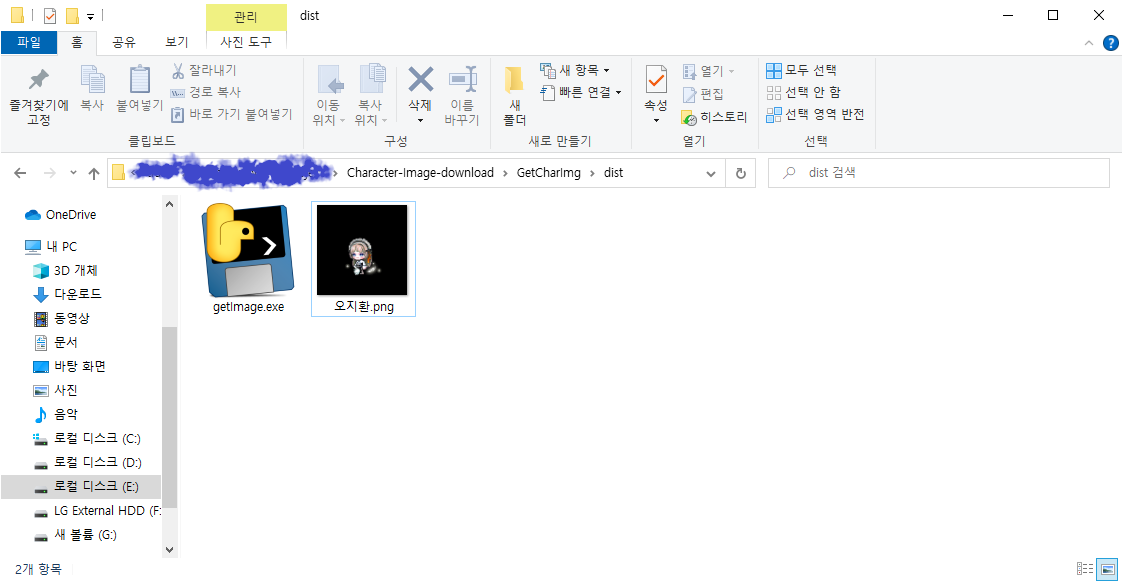 관리
dist
파일
홈
공유
보기
사진 도구
즐겨찾기에
고정
복사
붙여넣기
잘라내기
경로 복사
바로 가기 붙여넣기
클립보드
이동
위치
복사
위치
삭제
이름
바꾸기
구성
새
폴더
새 항목
빠른 연결
새로 만들기
속성
열기
편집
히스토리
열기
모두 선택
선택 안 함
선택 영역 반전
선택
Character-Image-download > GetCharImg > dist
dist 검색
OneDrive
내 PC
3D 개체
다운로드
동영상
문서
바탕 화면
사진
음악
로컬 디스크 (C:)
로컬 디스크 (D:)
로컬 디스크 (E:)
LG External HDD (F:
새 볼륨 (G:)
getImage.exe
오지환.png
2개 항목